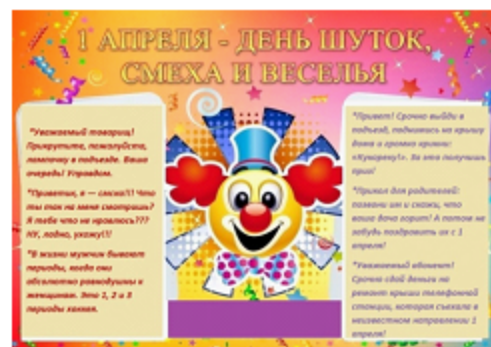 1 АПРЕЛЯ - ДЕНЬ ШУТОК,
СМЕХА И ВЕСЕЛЬЯ
*Уважаемый товарищ!
Прикрутите, пожалуйста,
лампочку в подъезде. Ваша
очередь! Управдом.
*Приветик, я — смска!!! Что
ты так на меня смотришь?
Я тебе что не нравлюсь???
НУ, ладно, ухожу!!!
*В жизни мужчин бывают
периоды, когда они
абсолютно равнодушны к
женщинам. Это 1, 2 и 3
периоды хоккея.
*Привет! Срочно выйди в
подъезд, поднимись на крышу
дома и громко крикни:
«Кукареку!». За это получишь
приз!
*Прикол для родителей:
позвони им и скажи, что
ваша дача горит! А потом не
забудь поздравить их с 1
апреля!
*Уважаемый абонент!
Срочно сдай деньги на
ремонт крыши телефонной
станции, которая съехала в
неизвестном направлении 1
апреля!